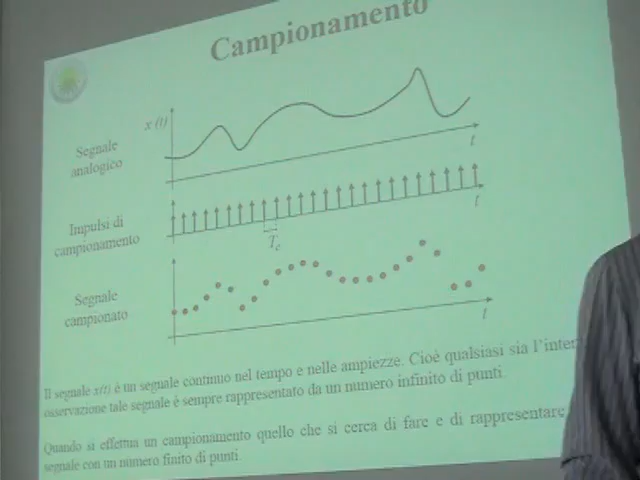 Campionamento
x (t)
Segnale
analogico
t
Impulsi di
campionamento
t
Tc
Segnale
campionato
t
Il segnale x(t) è un segnale continuo nel tempo e nelle ampiezze. Cioè qualsiasi sia l'inter
osservazione tale segnale è sempre rappresentato da un numero infinito di punti.
Quando si effettua un campionamento quello che si cerca di fare e di rappresentare
segnale con un numero finito di punti.